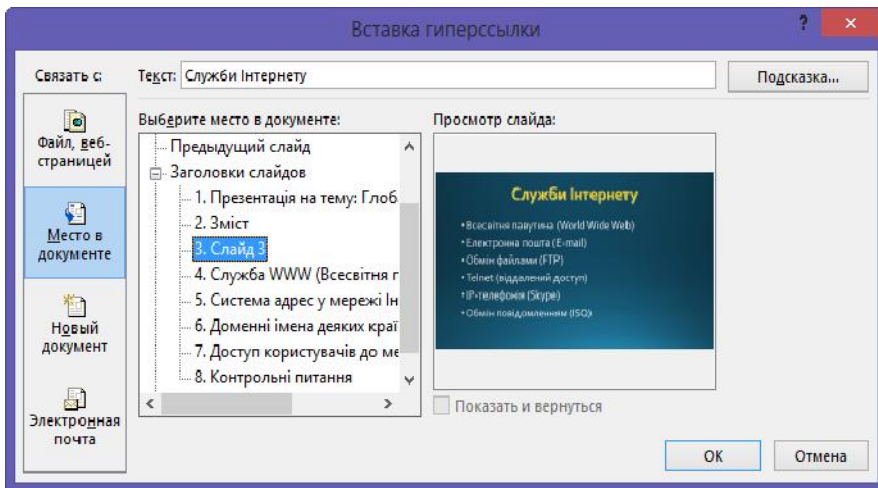 Вставка гиперссылки
?
Связать с:
Текст: Служби Інтернету
Подсказка...
Файл, веб-
страницей
Место в
документе
Новый
документ
Электронная
почта
Выберите место в документе:
Предыдущий слайд
Заголовки слайдов
1. Презентація на тему: Глоб
2. Зміст
3. Слайд 3
4. Служба WWW (Всесвітня г
5. Система адрес у мережі Ін
6. Доменні імена деяких краї
7. Доступ користувачів до ме
8. Контрольні питання
Просмотр слайда:
Служби Інтернету
•Всесвітня павутина (World Wide Web)
•Електронна пошта (E-mail)
•Обмін файлами (FTP)
•Telnet (віддалений доступ)
•IP-телефонія (Skype)
•Обмін повідомленням (ISQ)
Показать и вернуться
ОК
Отмена